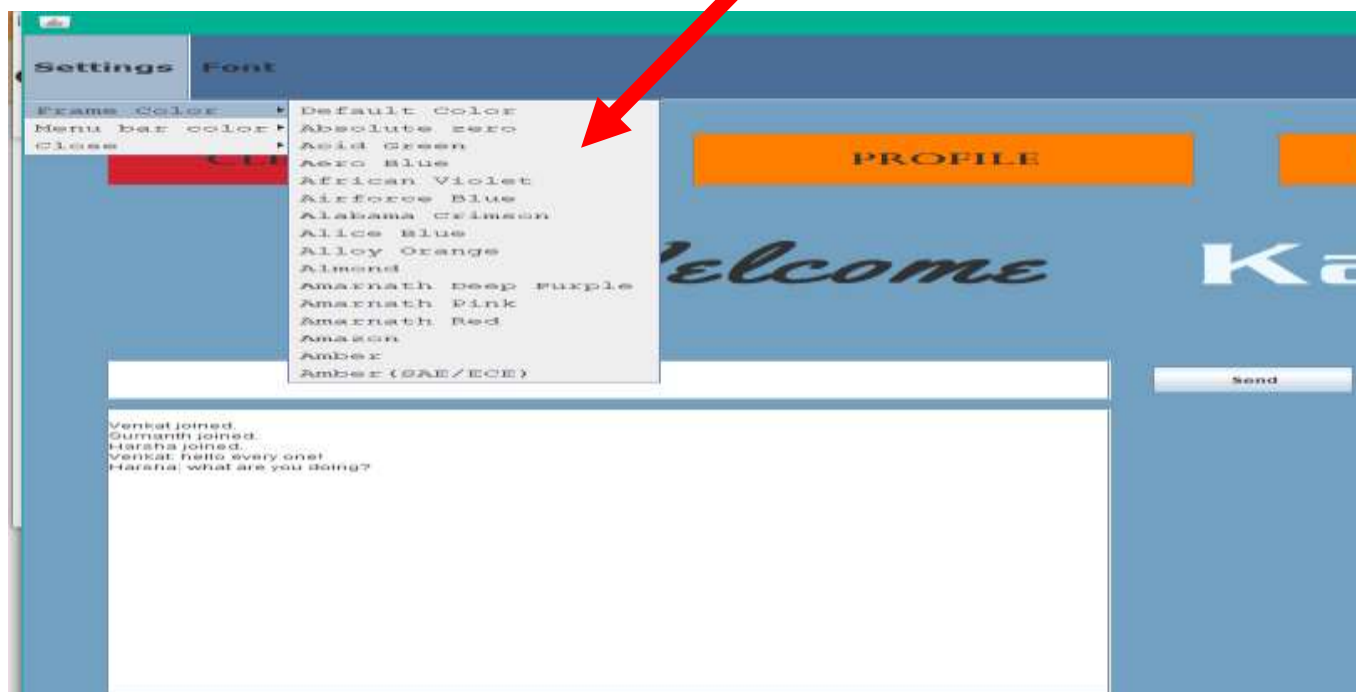 Settings Font
Frame Color
Menu bar color
Close
Default Color
Absolute zero
Acid Green
Aero Blue
African Violet
Airforce Blue
Alabama Crimson
Alice Blue
Alloy Orange
Almond
Amarnath Deep Purple
Amarnath Pink
Amarnath Red
Amazon
Amber
Amber(SAE/ECE)
PROFILE
Send
Venkat joined.
Sumanth joined.
Harsha joined.
Venkat: hello every one!
Harsha: what are you doing?